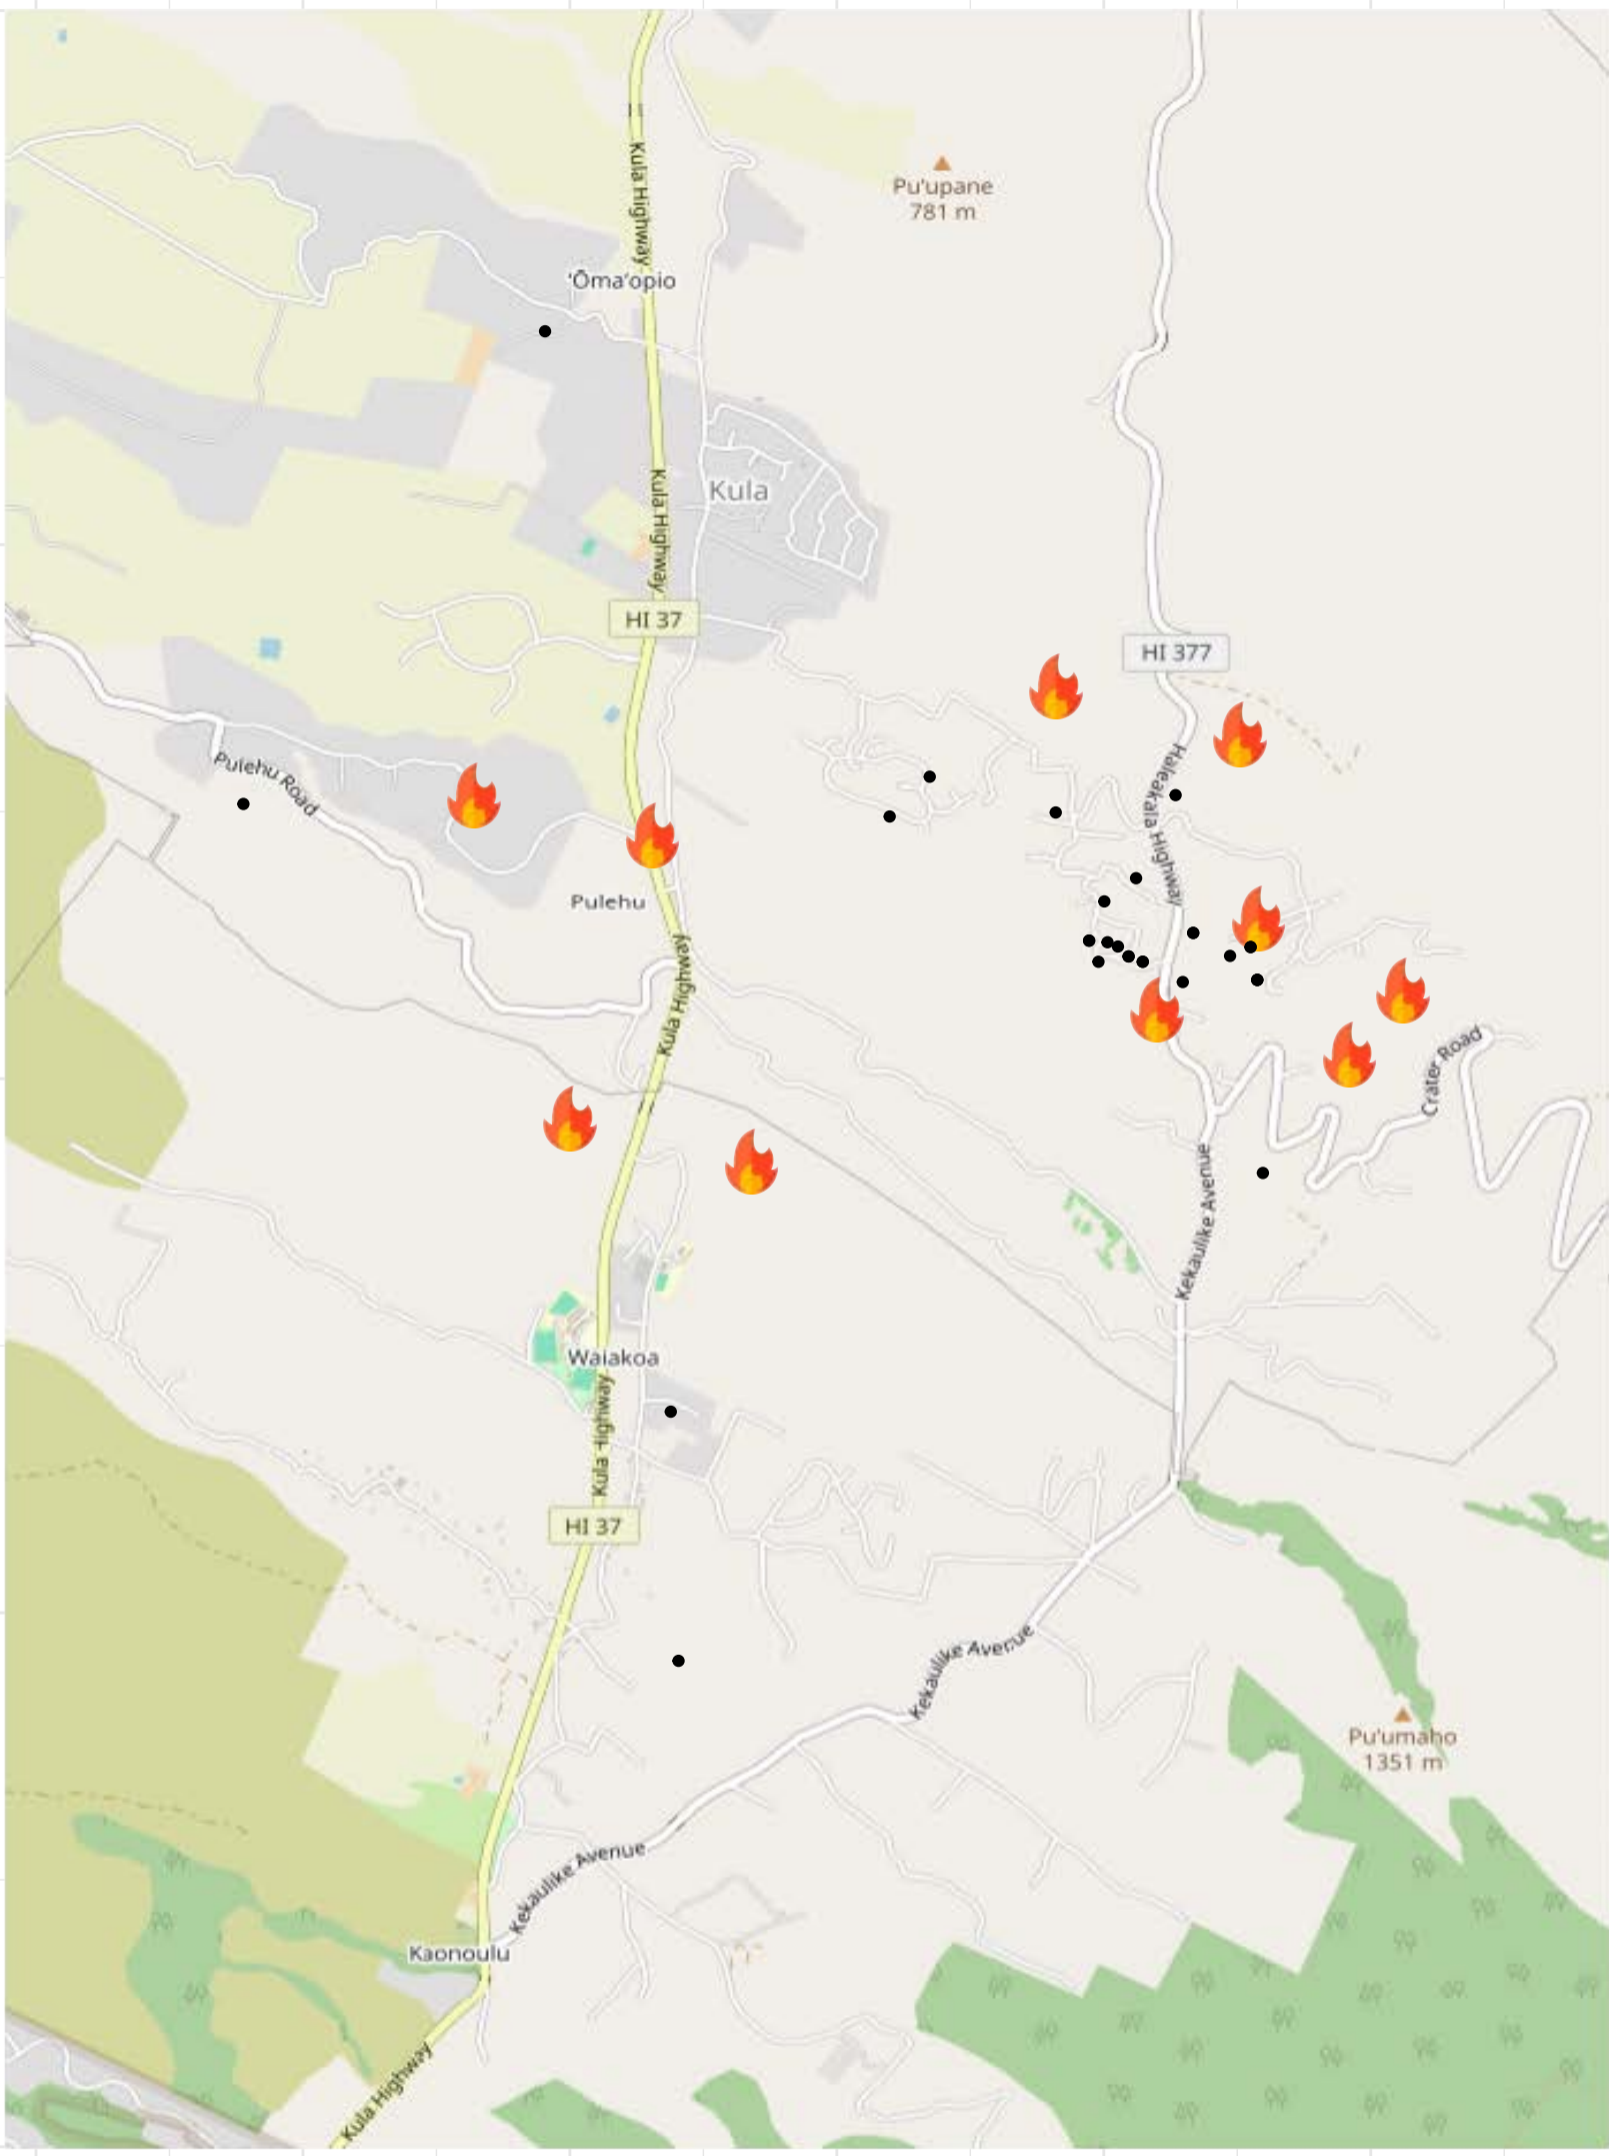 Kula Highway
Pu'upane
781 m
'Ōma'opio
Kula Highway
Kula
HI 37
HI 377
Pulehu Road
Haleakala Highway
Pulehu
Kula Highway
Crater Road
Kekaulike Avenue
Waiakoa
Kula Highway
HI 37
Kekaulike Avenue
Pu'umaho
1351 m
Kekaulike Avenue
Kaonoulu
Kula Highway